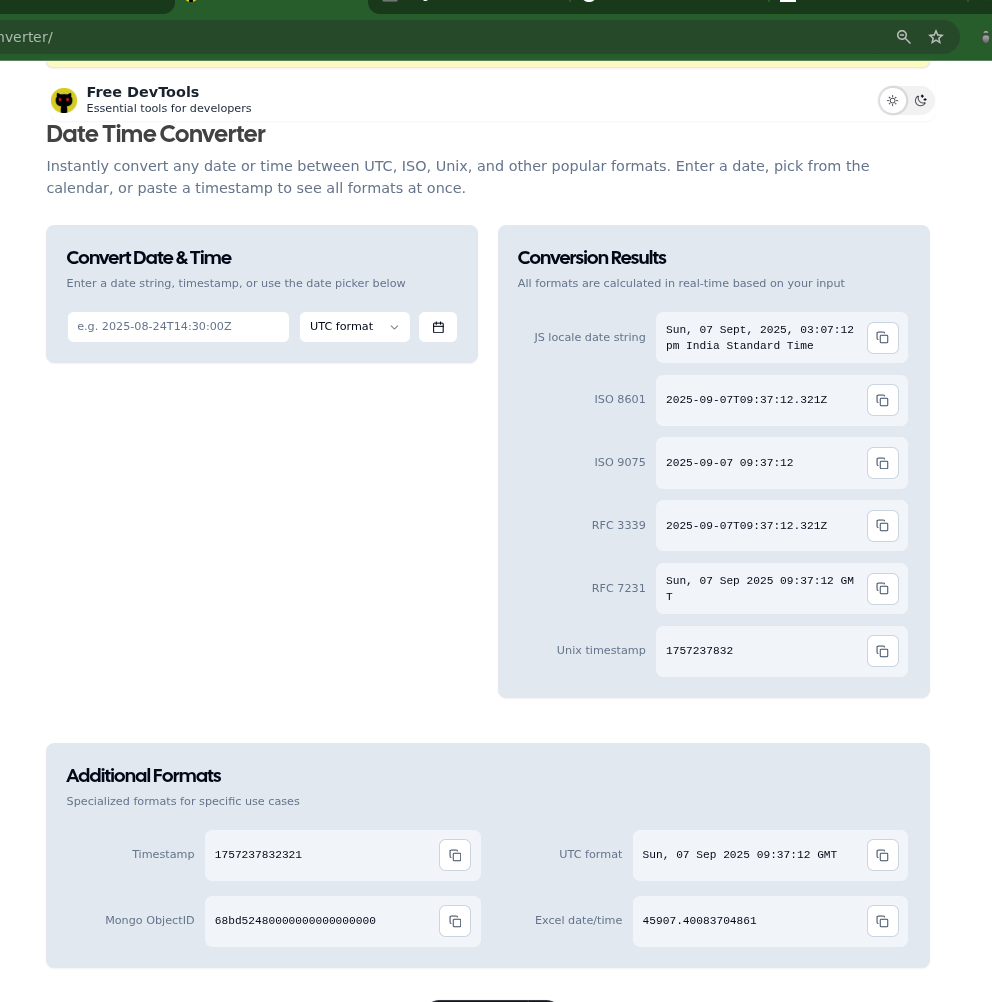 nverter/
Free DevTools
Essential tools for developers
Date Time Converter
Instantly convert any date or time between UTC, ISO, Unix, and other popular formats. Enter a date, pick from the
calendar, or paste a timestamp to see all formats at once.
Convert Date & Time
Enter a date string, timestamp, or use the date picker below
e.g. 2025-08-24T14:30:00Z
UTC format
Conversion Results
All formats are calculated in real-time based on your input
JS locale date string
Sun, 07 Sept, 2025, 03:07:12
pm India Standard Time
ISO 8601
2025-09-07T09:37:12.321Z
ISO 9075
2025-09-07 09:37:12
RFC 3339
2025-09-07T09:37:12.321Z
RFC 7231
Sun, 07 Sep 2025 09:37:12 GM
T
Unix timestamp
1757237832
Additional Formats
Specialized formats for specific use cases
Timestamp
1757237832321
UTC format
Sun, 07 Sep 2025 09:37:12 GMT
Mongo ObjectID
68bd52480000000000000000
Excel date/time
45907.40083704861